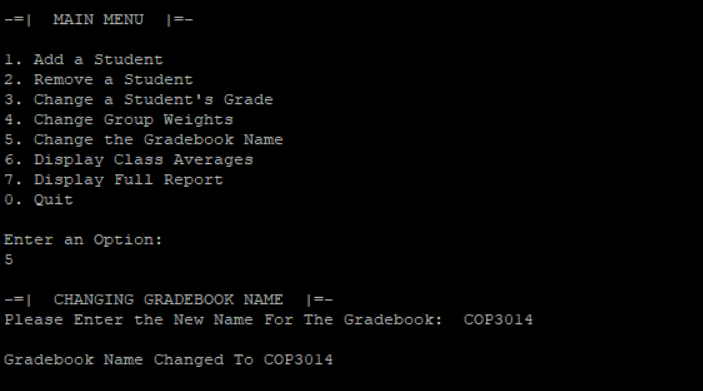 -=|  MAIN MENU  |=-
1. Add a Student
2. Remove a Student
3. Change a Student's Grade
4. Change Group Weights
5. Change the Gradebook Name
6. Display Class Averages
7. Display Full Report
0. Quit
Enter an Option:
5
-=|  CHANGING GRADEBOOK NAME  |=-
Please Enter the New Name For The Gradebook:  COP3014
Gradebook Name Changed To COP3014